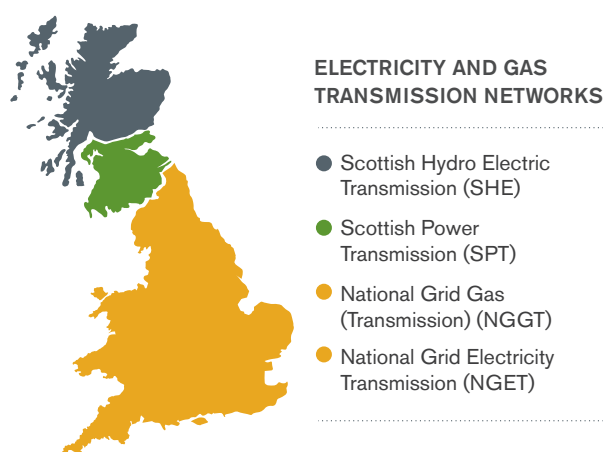 ELECTRICITY AND GAS
TRANSMISSION NETWORKS
Scottish Hydro Electric
Transmission (SHE)
Scottish Power
Transmission (SPT)
National Grid Gas
(Transmission) (NGGT)
National Grid Electricity
Transmission (NGET)